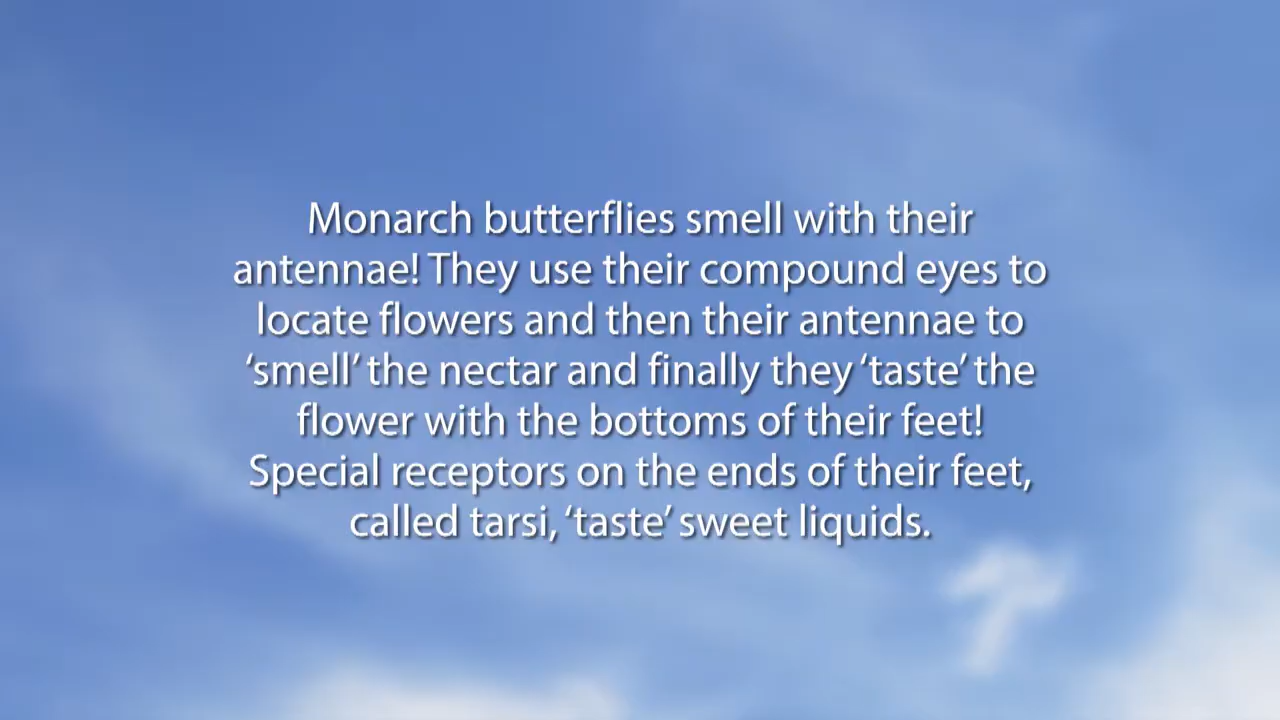 Monarch butterflies smell with their
antennae! They use their compound eyes to
locate flowers and then their antennae to
‘smell’ the nectar and finally they ‘taste’ the
flower with the bottoms of their feet!
Special receptors on the ends of their feet,
called tarsi, ‘taste’ sweet liquids.